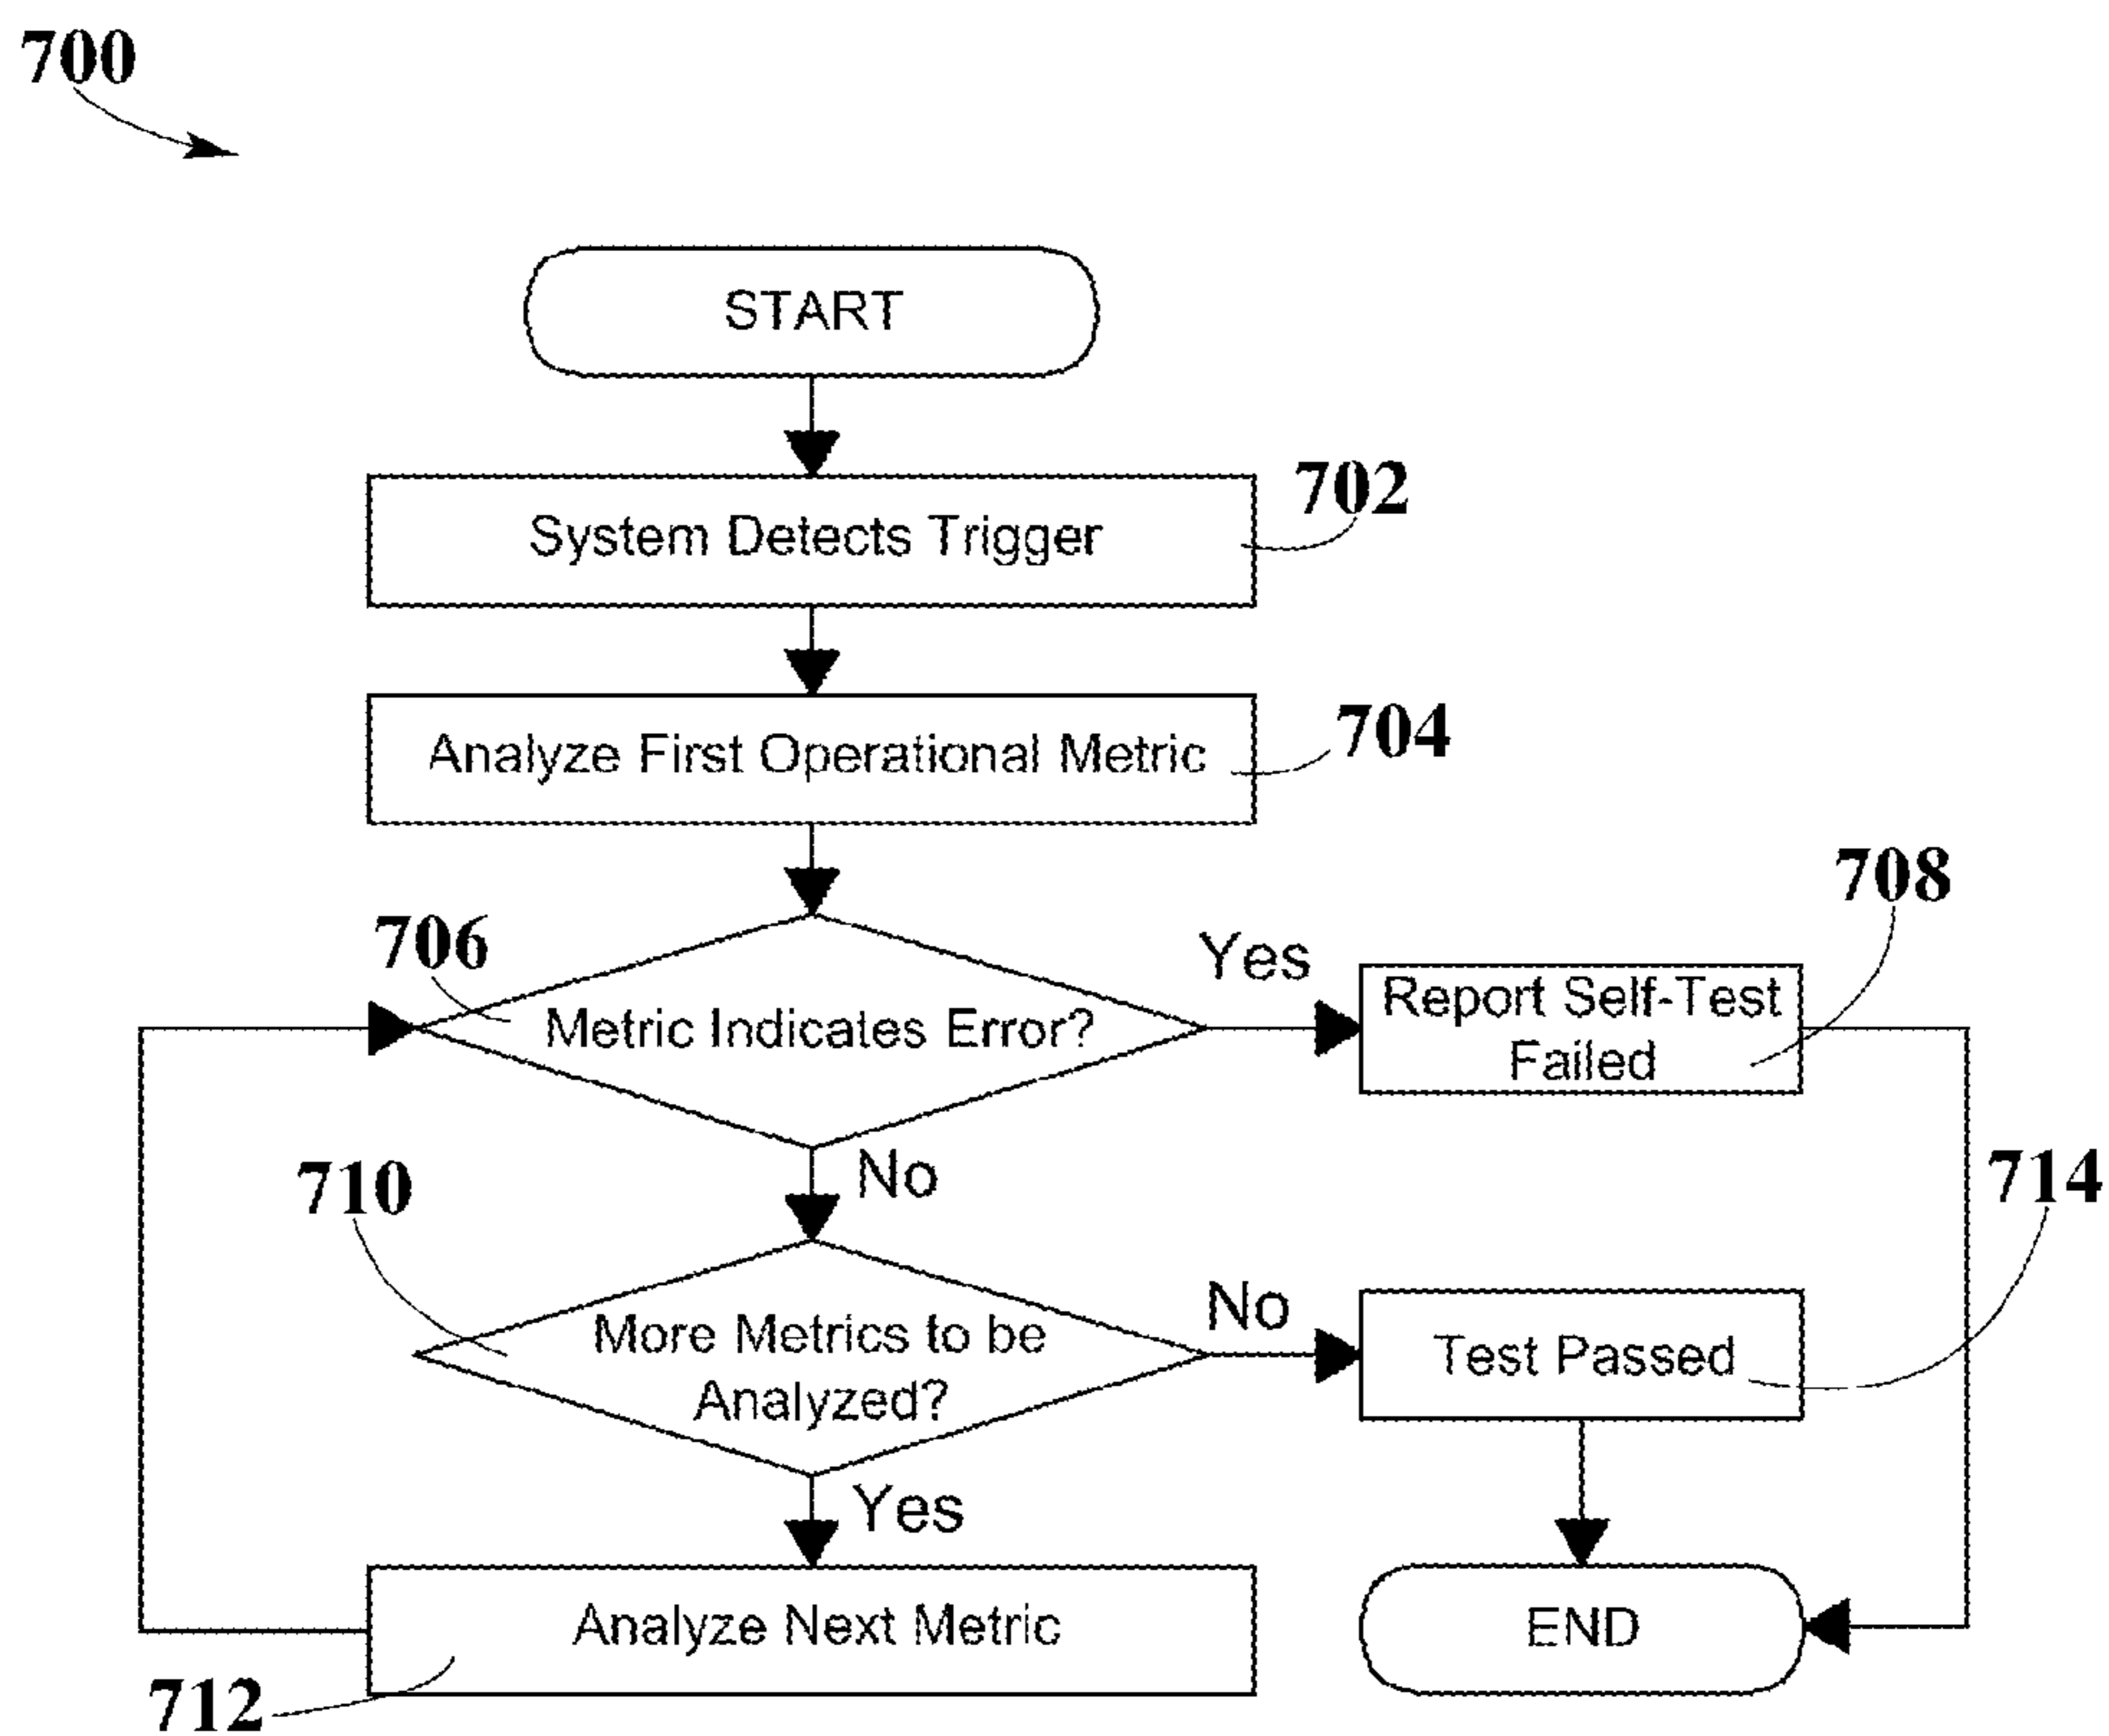 700
START
System Detects Trigger
702
Analyze First Operational Metric
704
706
Metric Indicates Error?
Yes
Report Self-Test
Failed
708
No
710
More Metrics to be
Analyzed?
No
Test Passed
714
Yes
Analyze Next Metric
712
END